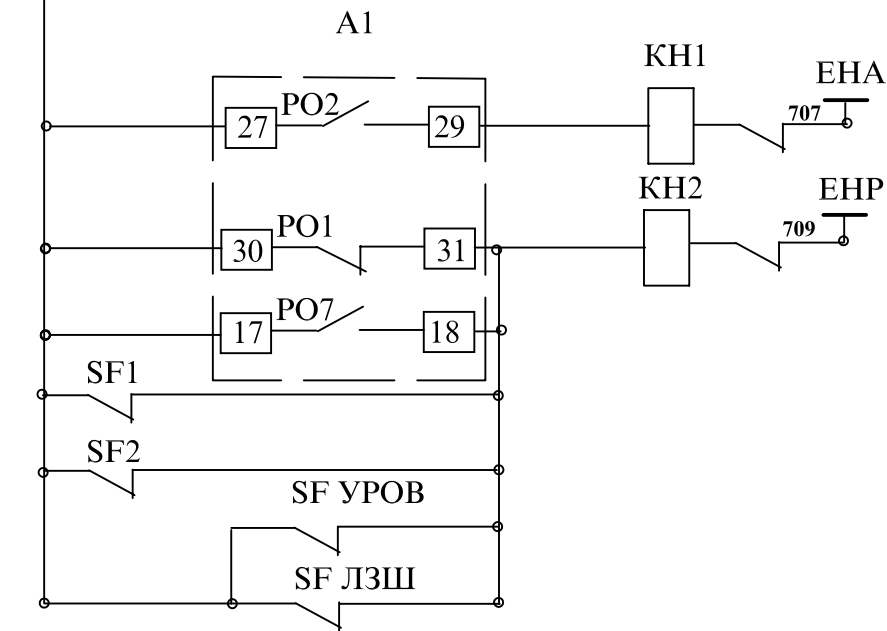 А1
КН1
ЕНА
27 РО2 29
707
КН2
ЕНР
30 РО1 31
709
17 РО7 18
SF1
SF2
SF УРОВ
SF ЛЗШ